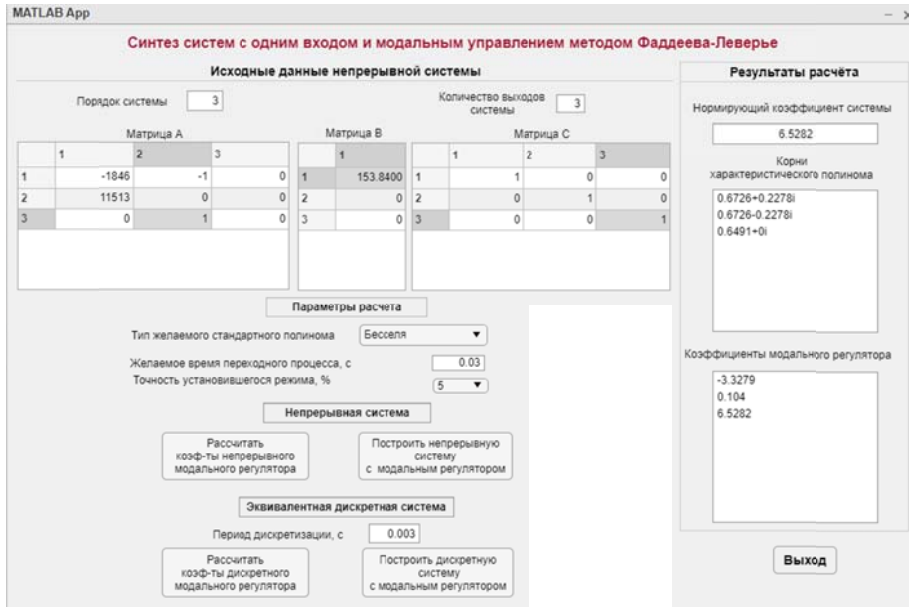 MATLAB App
Синтез систем с одним входом и модальным управлением методом Фаддеева-Леверье
Исходные данные непрерывной системы
Порядок системы 3
Количество выходов
системы 3
Матрица A
1 2 3
1 -1846 -1 0
2 11513 0 0
3 0 1 0
Матрица B
1
1 153.8400
2 0
3 0
Матрица C
1 2 3
1 1 0 0
2 0 1 0
3 0 0 1
Параметры расчета
Тип желаемого стандартного полинома Бесселя
Желаемое время переходного процесса, с 0.03
Точность установившегося режима, % 5
Непрерывная система
Рассчитать
коэф-ты непрерывного
модального регулятора
Построить непрерывную
систему
с модальным регулятором
Эквивалентная дискретная система
Период дискретизации, с 0.003
Рассчитать
коэф-ты дискретного
модального регулятора
Построить дискретную
систему
с модальным регулятором
Результаты расчёта
Нормирующий коэффициент системы
6.5282
Корни
характеристического полинома
0.6726+0.2278i
0.6726-0.2278i
0.6491+0i
Коэффициенты модального регулятора
-3.3279
0.104
6.5282
Выход